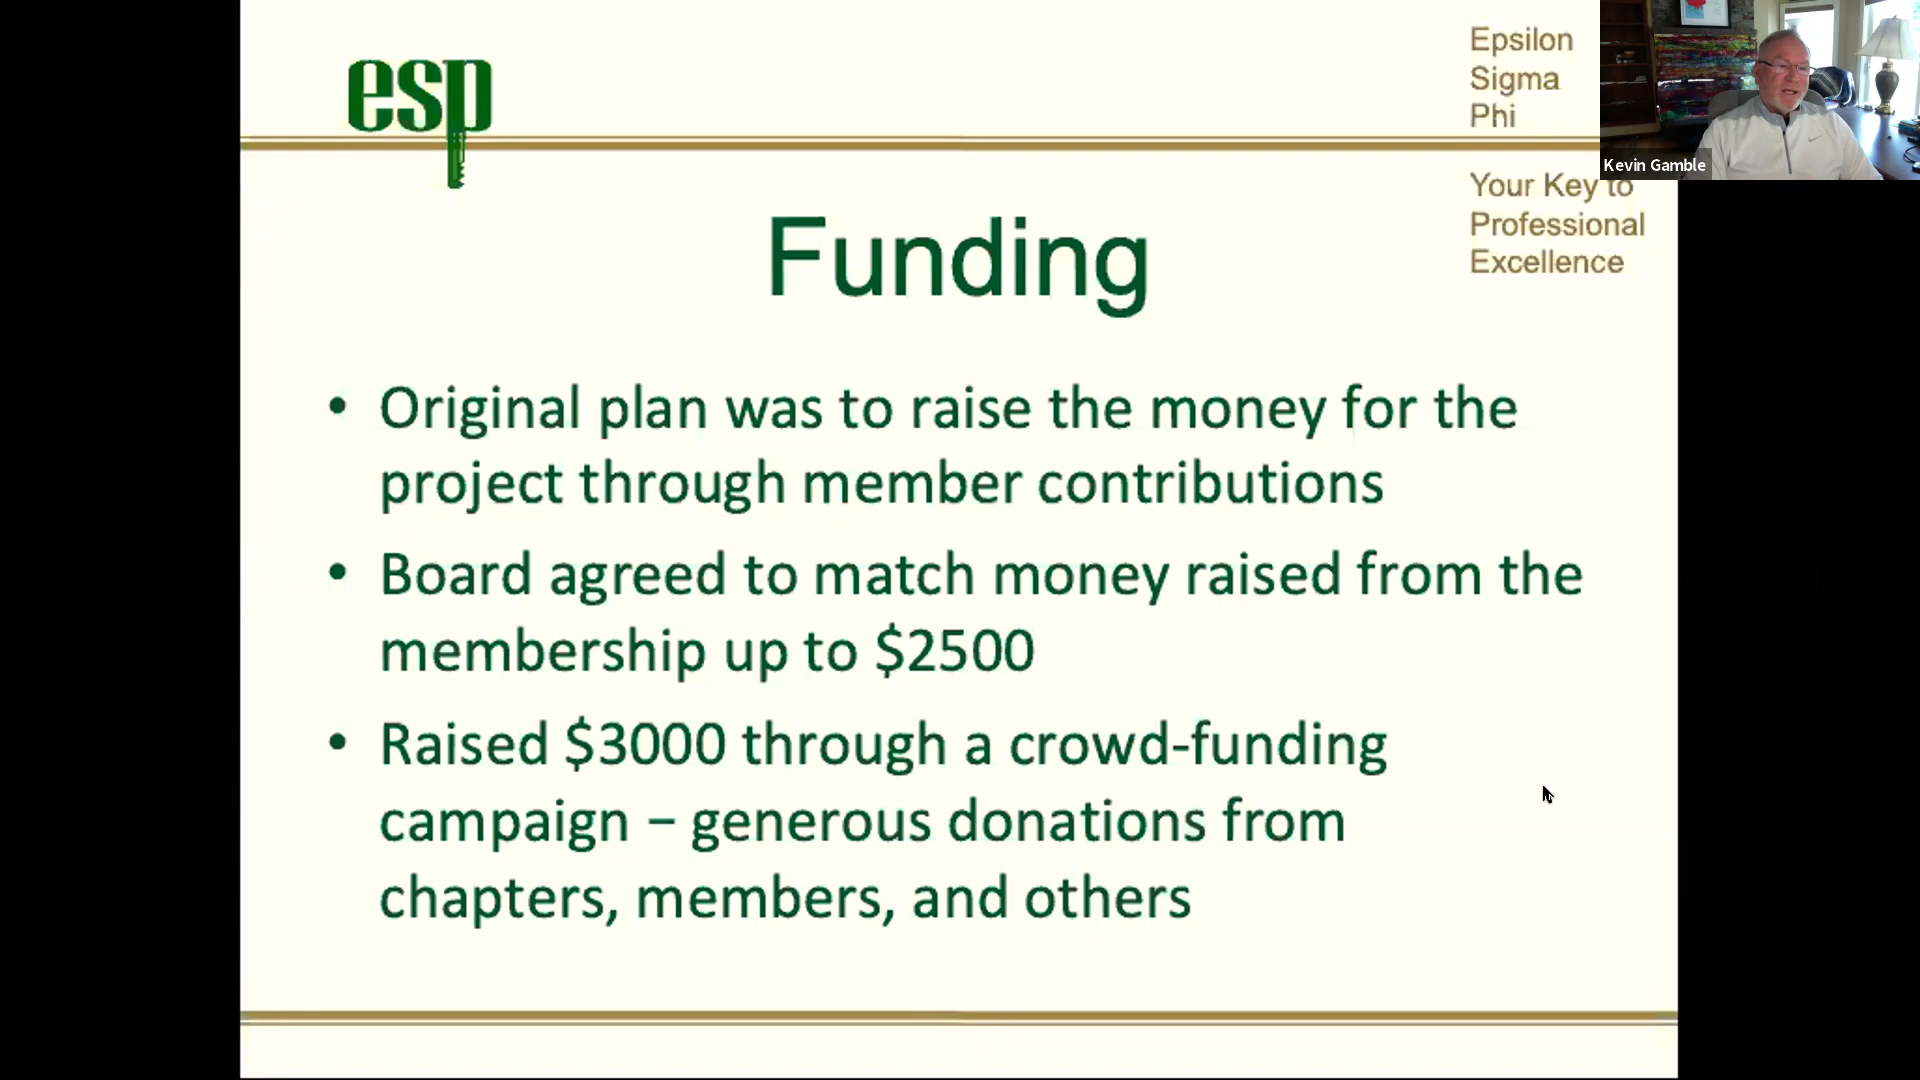 esp
Epsilon
Sigma
Phi
Kevin Gamble
Your Key to
Professional
Excellence
Funding
• Original plan was to raise the money for the
project through member contributions
• Board agreed to match money raised from the
membership up to $2500
• Raised $3000 through a crowd-funding
campaign – generous donations from
chapters, members, and others